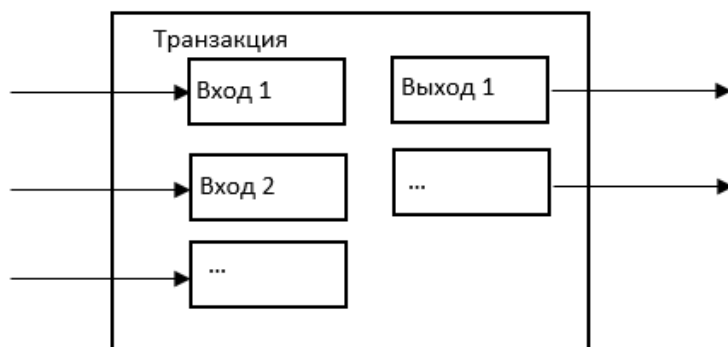 Транзакция
Вход 1
Выход 1
Вход 2
...
...